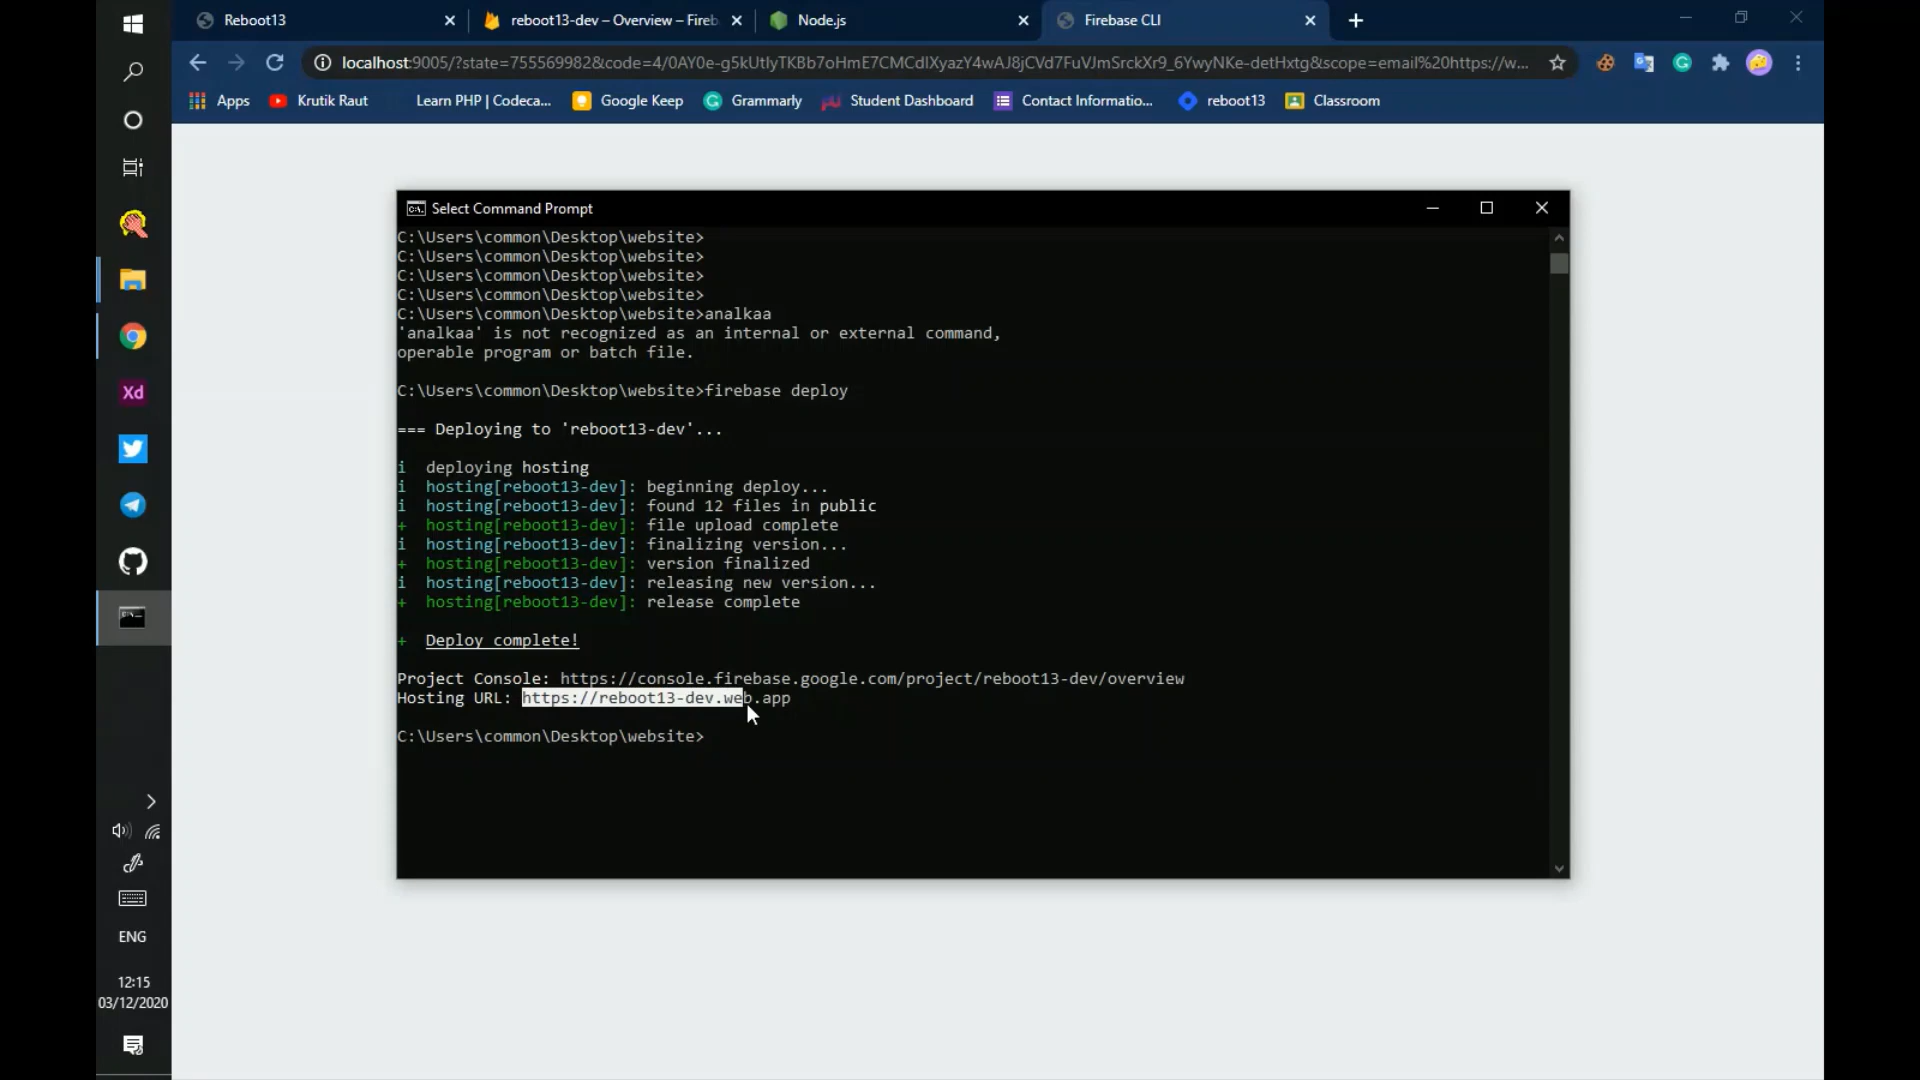 Reboot13
reboot13-dev – Overview – Fireb
Node.js
Firebase CLI
localhost:9005/?state=755569982&code=4/0AY0e-g5kUtlyTKBb7oHmE7CMCdlXyazY4wAJ8jCVd7FuVJmSrckXr9_6YwyNKe-detHxtg&scope=email%20https://w...
Apps
Krutik Raut
Learn PHP | Codeca...
Google Keep
Grammarly
Student Dashboard
Contact Informatio...
reboot13
Classroom
Select Command Prompt
C:\Users\common\Desktop\website>
C:\Users\common\Desktop\website>
C:\Users\common\Desktop\website>
C:\Users\common\Desktop\website>
C:\Users\common\Desktop\website>analkaa
'analkaa' is not recognized as an internal or external command,
operable program or batch file.
C:\Users\common\Desktop\website>firebase deploy
=== Deploying to 'reboot13-dev'...
i  deploying hosting
i  hosting[reboot13-dev]: beginning deploy...
i  hosting[reboot13-dev]: found 12 files in public
+  hosting[reboot13-dev]: file upload complete
i  hosting[reboot13-dev]: finalizing version...
+  hosting[reboot13-dev]: version finalized
i  hosting[reboot13-dev]: releasing new version...
+  hosting[reboot13-dev]: release complete
+  Deploy complete!
Project Console: https://console.firebase.google.com/project/reboot13-dev/overview
Hosting URL: https://reboot13-dev.web.app
C:\Users\common\Desktop\website>
Xd
ENG
12:15
03/12/2020